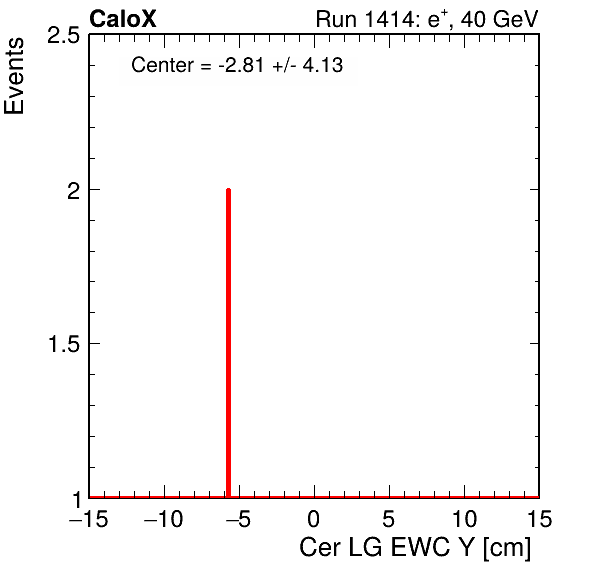 CaloX Run 1414: e⁺, 40 GeV
Events
Center = -2.81 +/- 4.13
2.5
2
1.5
1
−15 −10 −5 0 5 10 15
Cer LG EWC Y [cm]